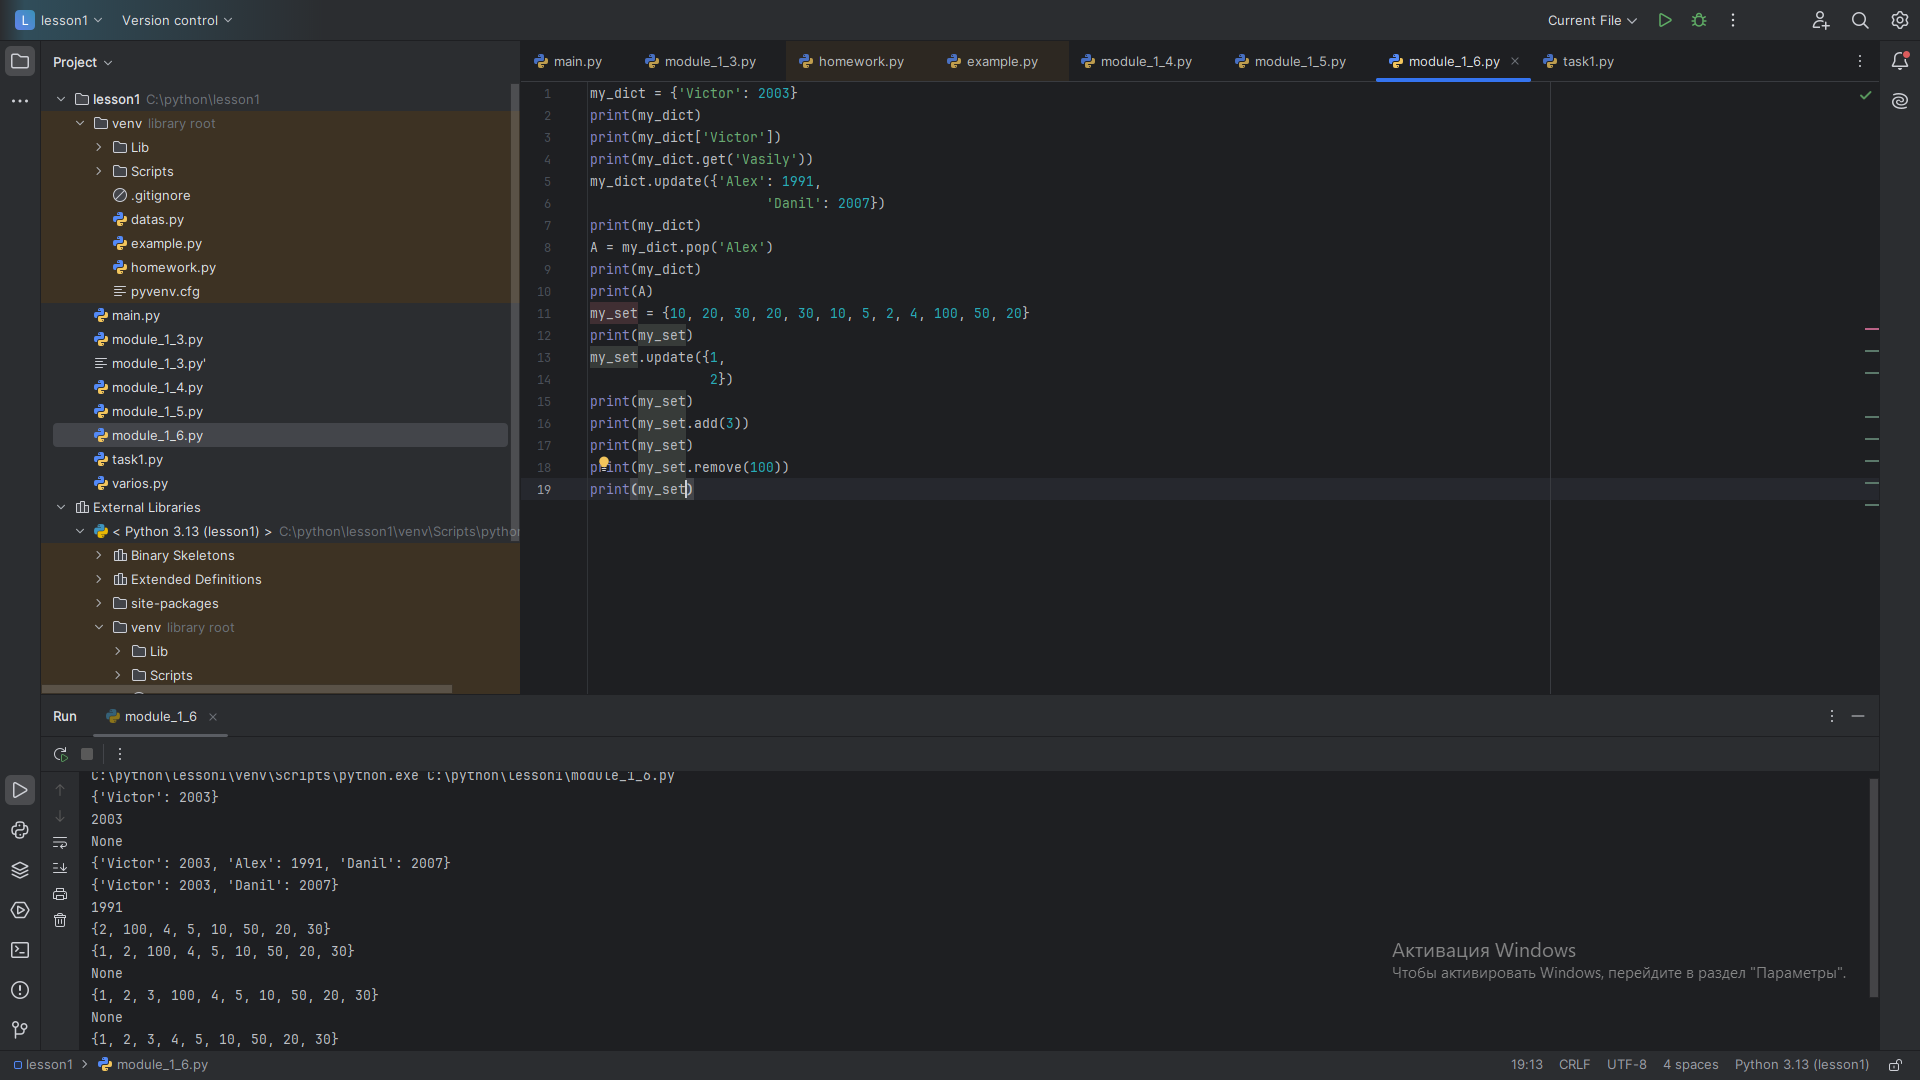 L lesson1 Version control Current File
Project
main.py module_1_3.py homework.py example.py module_1_4.py module_1_5.py module_1_6.py task1.py
lesson1 C:\python\lesson1
venv library root
Lib
Scripts
.gitignore
datas.py
example.py
homework.py
pyvenv.cfg
main.py
module_1_3.py
module_1_3.py'
module_1_4.py
module_1_5.py
module_1_6.py
task1.py
varios.py
External Libraries
< Python 3.13 (lesson1) > C:\python\lesson1\venv\Scripts\pytho
Binary Skeletons
Extended Definitions
site-packages
venv library root
Lib
Scripts
1 my_dict = {'Victor': 2003}
2 print(my_dict)
3 print(my_dict['Victor'])
4 print(my_dict.get('Vasily'))
5 my_dict.update({'Alex': 1991,
6 'Danil': 2007})
7 print(my_dict)
8 A = my_dict.pop('Alex')
9 print(my_dict)
10 print(A)
11 my_set = {10, 20, 30, 20, 30, 10, 5, 2, 4, 100, 50, 20}
12 print(my_set)
13 my_set.update({1,
14 2})
15 print(my_set)
16 print(my_set.add(3))
17 print(my_set)
18 print(my_set.remove(100))
19 print(my_set)
Run module_1_6
C:\python\lesson1\venv\Scripts\python.exe C:\python\lesson1\module_1_6.py
{'Victor': 2003}
2003
None
{'Victor': 2003, 'Alex': 1991, 'Danil': 2007}
{'Victor': 2003, 'Danil': 2007}
1991
{2, 100, 4, 5, 10, 50, 20, 30}
{1, 2, 100, 4, 5, 10, 50, 20, 30}
None
{1, 2, 3, 100, 4, 5, 10, 50, 20, 30}
None
{1, 2, 3, 4, 5, 10, 50, 20, 30}
Активация Windows
Чтобы активировать Windows, перейдите в раздел "Параметры".
lesson1 > module_1_6.py 19:13 CRLF UTF-8 4 spaces Python 3.13 (lesson1)